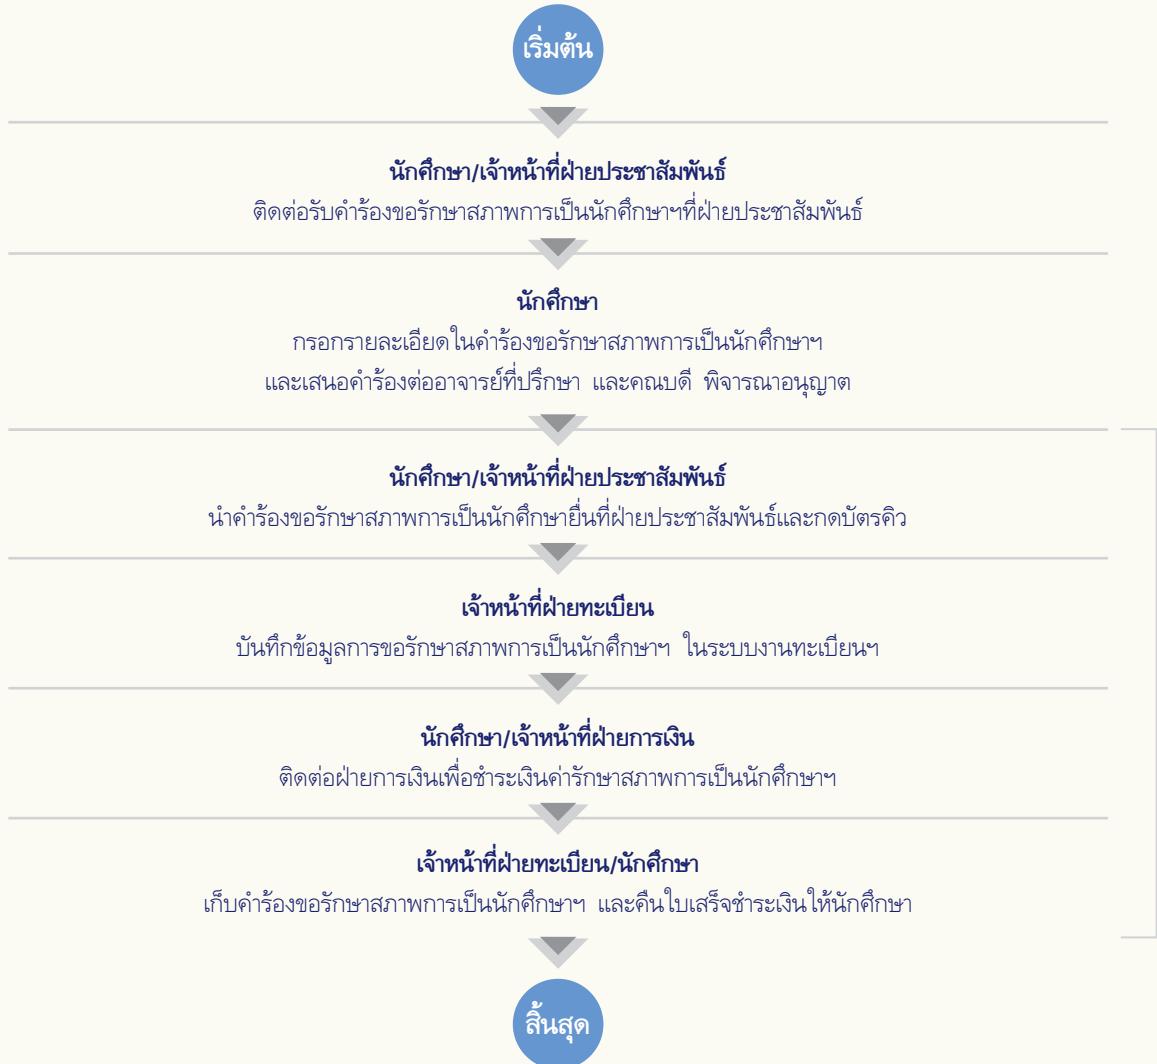 เริ่มต้น
นักศึกษา/เจ้าหน้าที่ฝ่ายประชาสัมพันธ์
ติดต่อรับคำร้องขอรักษาสภาพการเป็นนักศึกษาฯที่ฝ่ายประชาสัมพันธ์
นักศึกษา
กรอกรายละเอียดในคำร้องขอรักษาสภาพการเป็นนักศึกษาฯ
และเสนอคำร้องต่ออาจารย์ที่ปรึกษา และคณบดี พิจารณาอนุญาต
นักศึกษา/เจ้าหน้าที่ฝ่ายประชาสัมพันธ์
นำคำร้องขอรักษาสภาพการเป็นนักศึกษายื่นที่ฝ่ายประชาสัมพันธ์และกดบัตรคิว
เจ้าหน้าที่ฝ่ายทะเบียน
บันทึกข้อมูลการขอรักษาสภาพการเป็นนักศึกษาฯ ในระบบงานทะเบียนฯ
นักศึกษา/เจ้าหน้าที่ฝ่ายการเงิน
ติดต่อฝ่ายการเงินเพื่อชำระเงินค่ารักษาสภาพการเป็นนักศึกษาฯ
เจ้าหน้าที่ฝ่ายทะเบียน/นักศึกษา
เก็บคำร้องขอรักษาสภาพการเป็นนักศึกษาฯ และคืนใบเสร็จชำระเงินให้นักศึกษา
สิ้นสุด